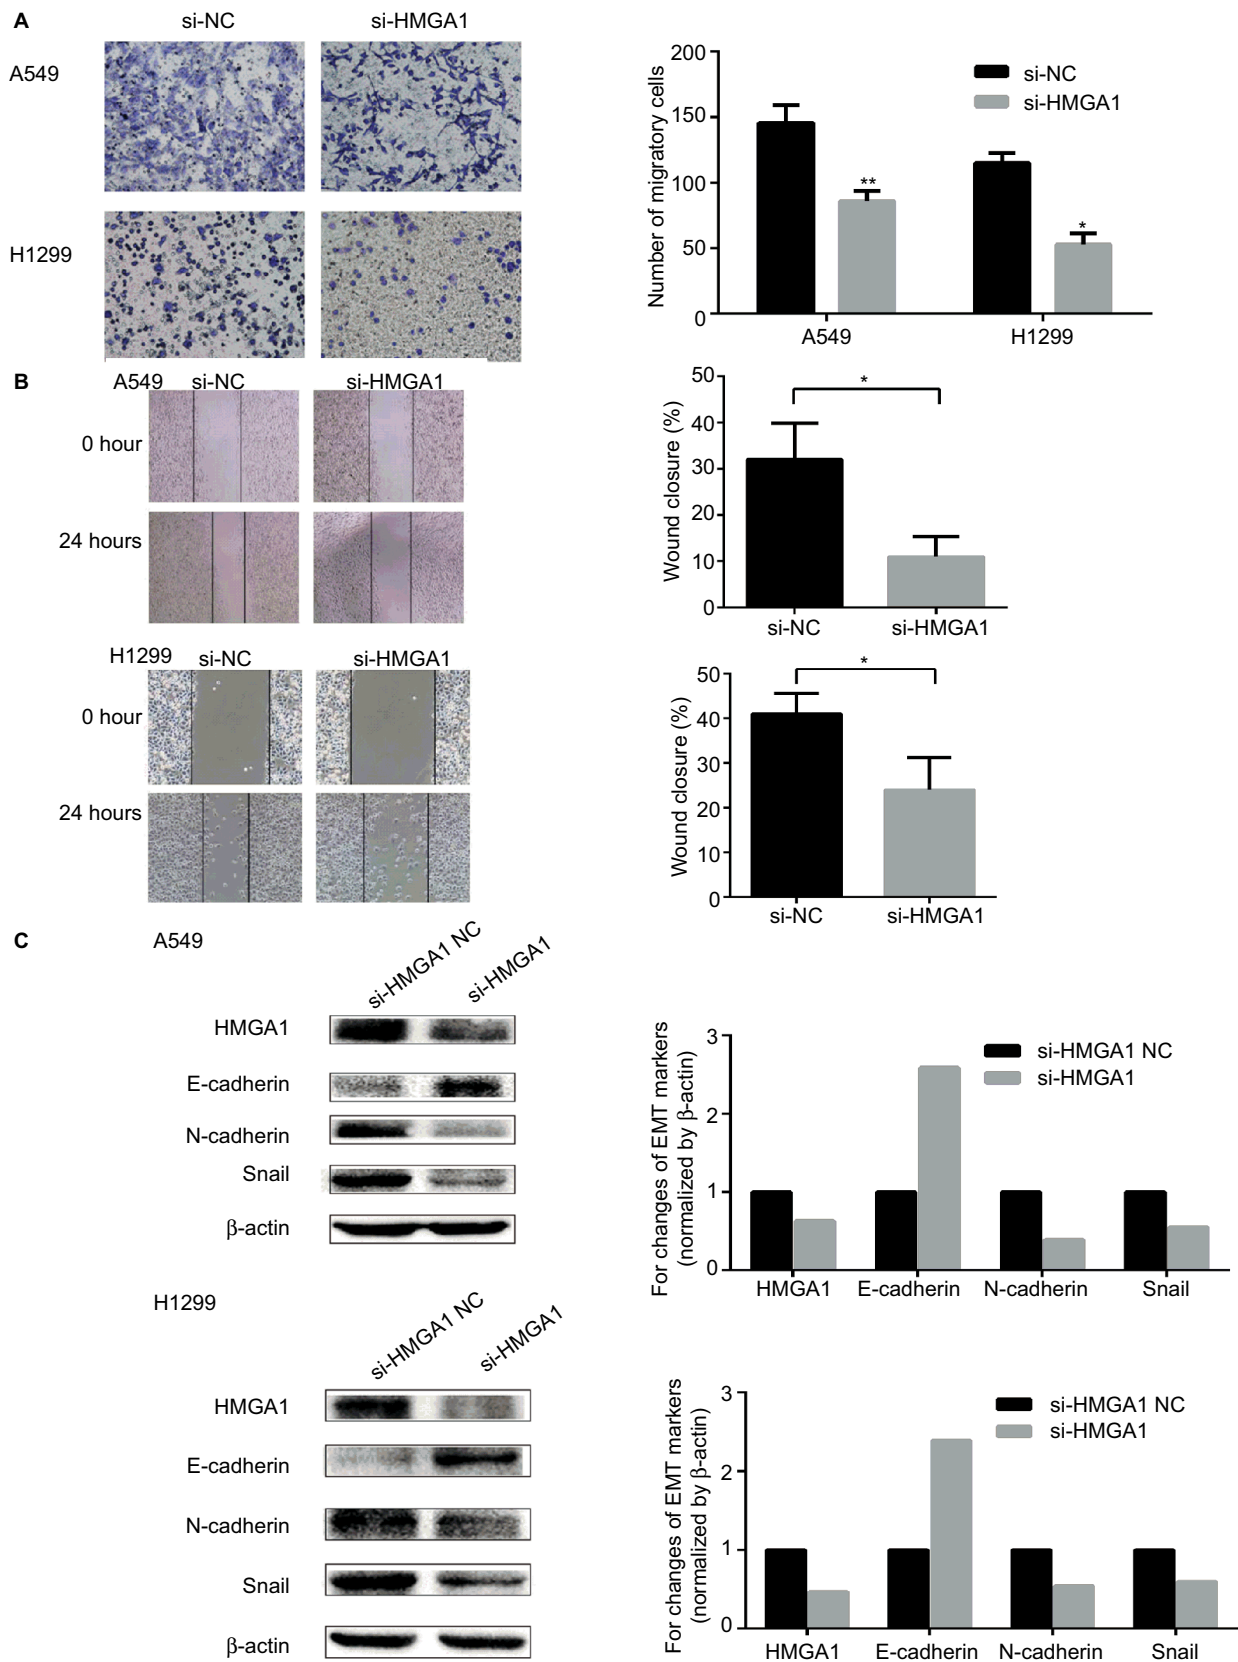 A
si-NC
si-HMGA1
A549
H1299
Number of migratory cells
200
150
100
50
0
si-NC
si-HMGA1
**
*
A549
H1299
B
A549
si-NC
si-HMGA1
0 hour
24 hours
Wound closure (%)
50
40
30
20
10
0
*
si-NC
si-HMGA1
H1299
si-NC
si-HMGA1
0 hour
24 hours
Wound closure (%)
50
40
30
20
10
0
*
si-NC
si-HMGA1
C
A549
si-HMGA1 NC
si-HMGA1
HMGA1
E-cadherin
N-cadherin
Snail
β-actin
For changes of EMT markers
(normalized by β-actin)
3
2
1
0
si-HMGA1 NC
si-HMGA1
HMGA1
E-cadherin
N-cadherin
Snail
H1299
si-HMGA1 NC
si-HMGA1
HMGA1
E-cadherin
N-cadherin
Snail
β-actin
For changes of EMT markers
(normalized by β-actin)
3
2
1
0
si-HMGA1 NC
si-HMGA1
HMGA1
E-cadherin
N-cadherin
Snail